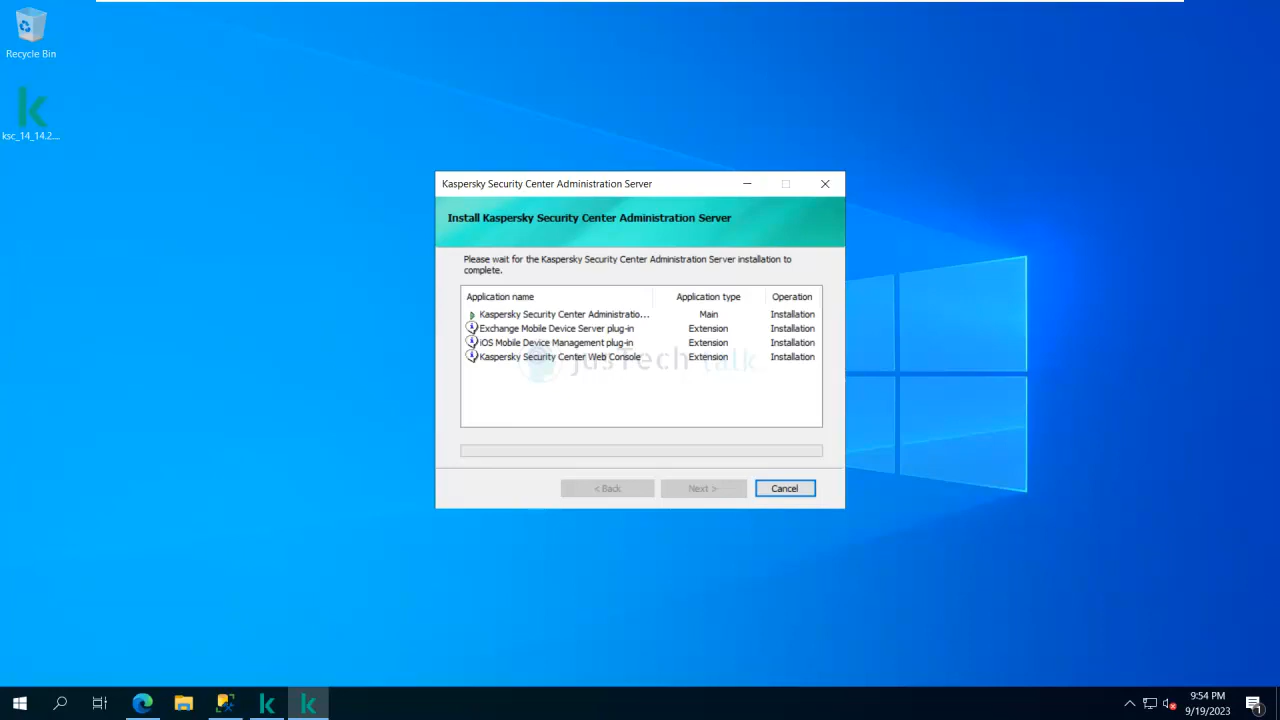 Recycle Bin
ksc_14_14.2....
Kaspersky Security Center Administration Server
Install Kaspersky Security Center Administration Server
Please wait for the Kaspersky Security Center Administration Server installation to
complete.
Application name Application type Operation
Kaspersky Security Center Administratio... Main Installation
Exchange Mobile Device Server plug-in Extension Installation
iOS Mobile Device Management plug-in Extension Installation
Kaspersky Security Center Web Console Extension Installation
jusTech talk
< Back Next > Cancel
9:54 PM
9/19/2023
1